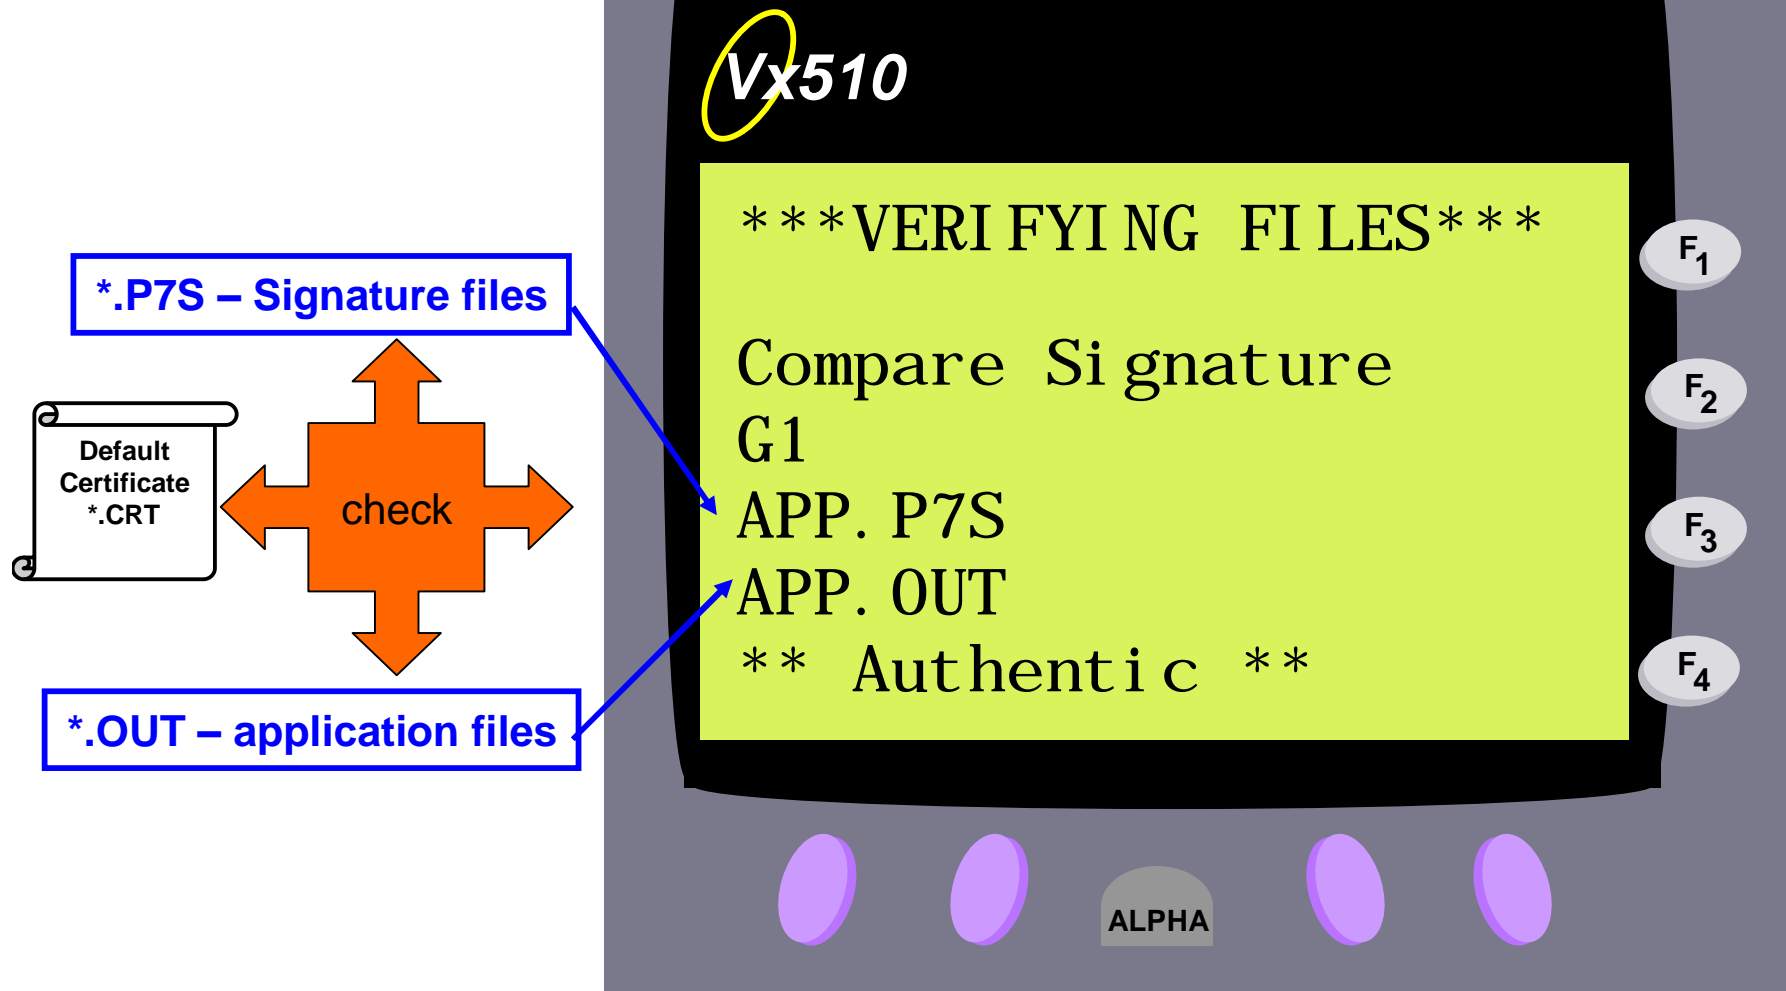 Vx510
***VERIFYING FILES***
Compare Signature
G1
APP.P7S
APP.OUT
** Authentic **
*.P7S – Signature files
Default
Certificate
*.CRT
check
*.OUT – application files
F1
F2
F3
F4
ALPHA